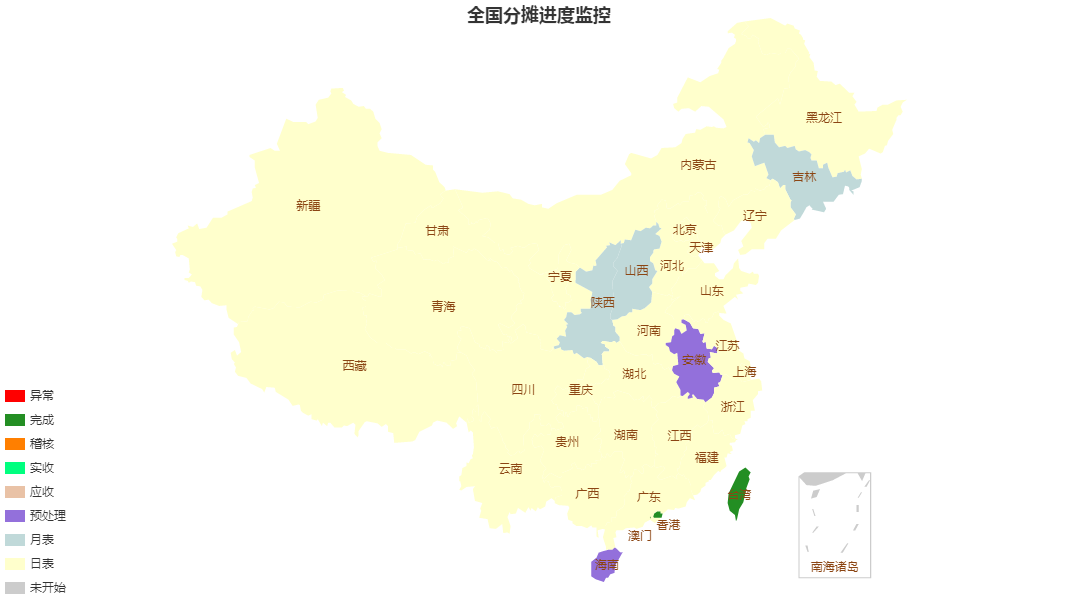 全国分摊进度监控
黑龙江
内蒙古
吉林
新疆
辽宁
甘肃
北京
天津
河北
山西
宁夏
山东
陕西
青海
河南
江苏
安徽
西藏
上海
湖北
四川
重庆
浙江
湖南
江西
贵州
福建
云南
广西
广东
台湾
香港
澳门
海南
南海诸岛
异常
完成
稽核
实收
应收
预处理
月表
日表
未开始